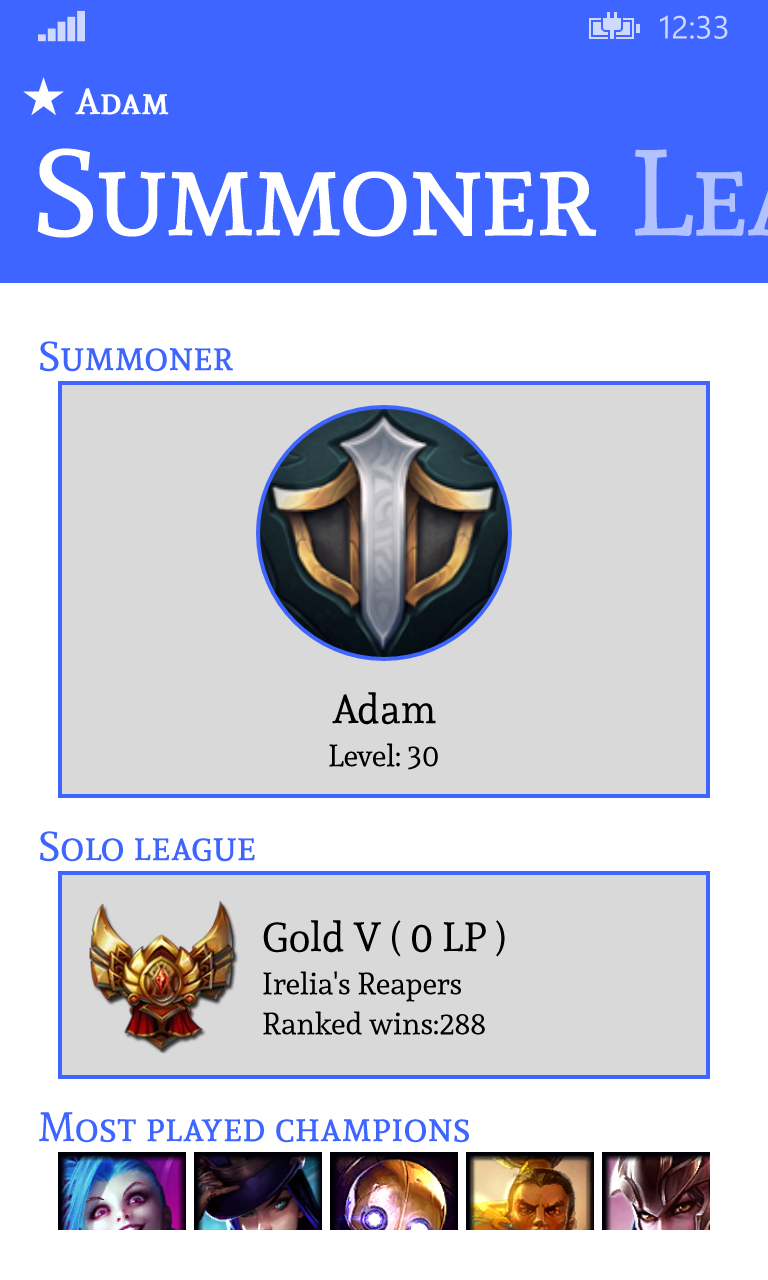 12:33
Adam
Summoner Lea
Summoner
Adam
Level: 30
Solo league
Gold V ( 0 LP )
Irelia's Reapers
Ranked wins:288
Most played champions